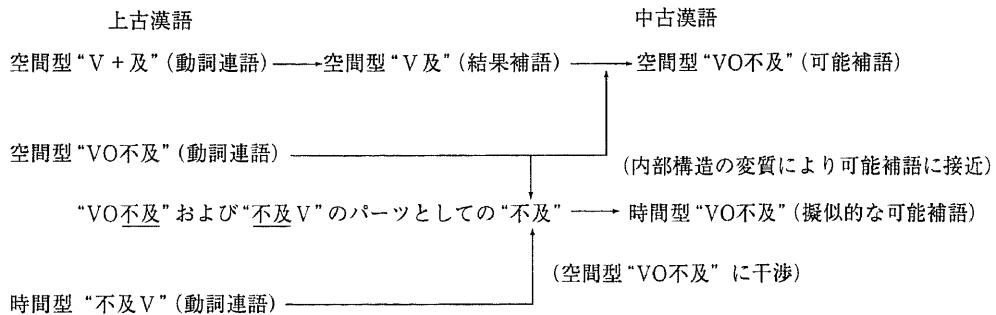 上古漢語 中古漢語
空間型“V + 及” (動詞連語) 空間型“V及” (結果補語) 空間型“VO不及” (可能補語)
空間型“VO不及” (動詞連語)
(内部構造の変質により可能補語に接近)
“VO不及” および “不及V” のパーツとしての “不及” 時間型“VO不及” (擬似的な可能補語)
(空間型“VO不及” に干渉)
時間型 “不及V” (動詞連語)